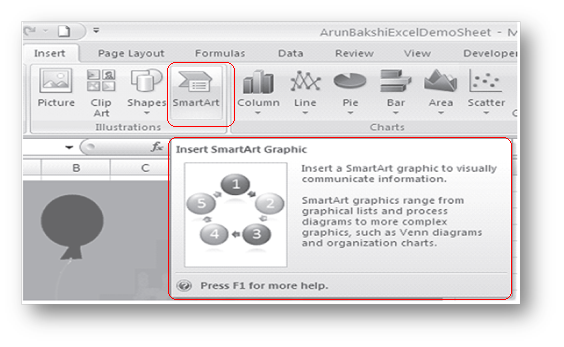 ArunBakshiExcelDemoSheet - M
Insert Page Layout Formulas Data Review View Developer
Picture Clip Art Shapes SmartArt Column Line Pie Bar Area Scatter
Illustrations Charts
fx
B C
Insert SmartArt Graphic
Insert a SmartArt graphic to visually
communicate information.
SmartArt graphics range from
graphical lists and process
diagrams to more complex
graphics, such as Venn diagrams
and organization charts.
1
5 2
4 3
Press F1 for more help.